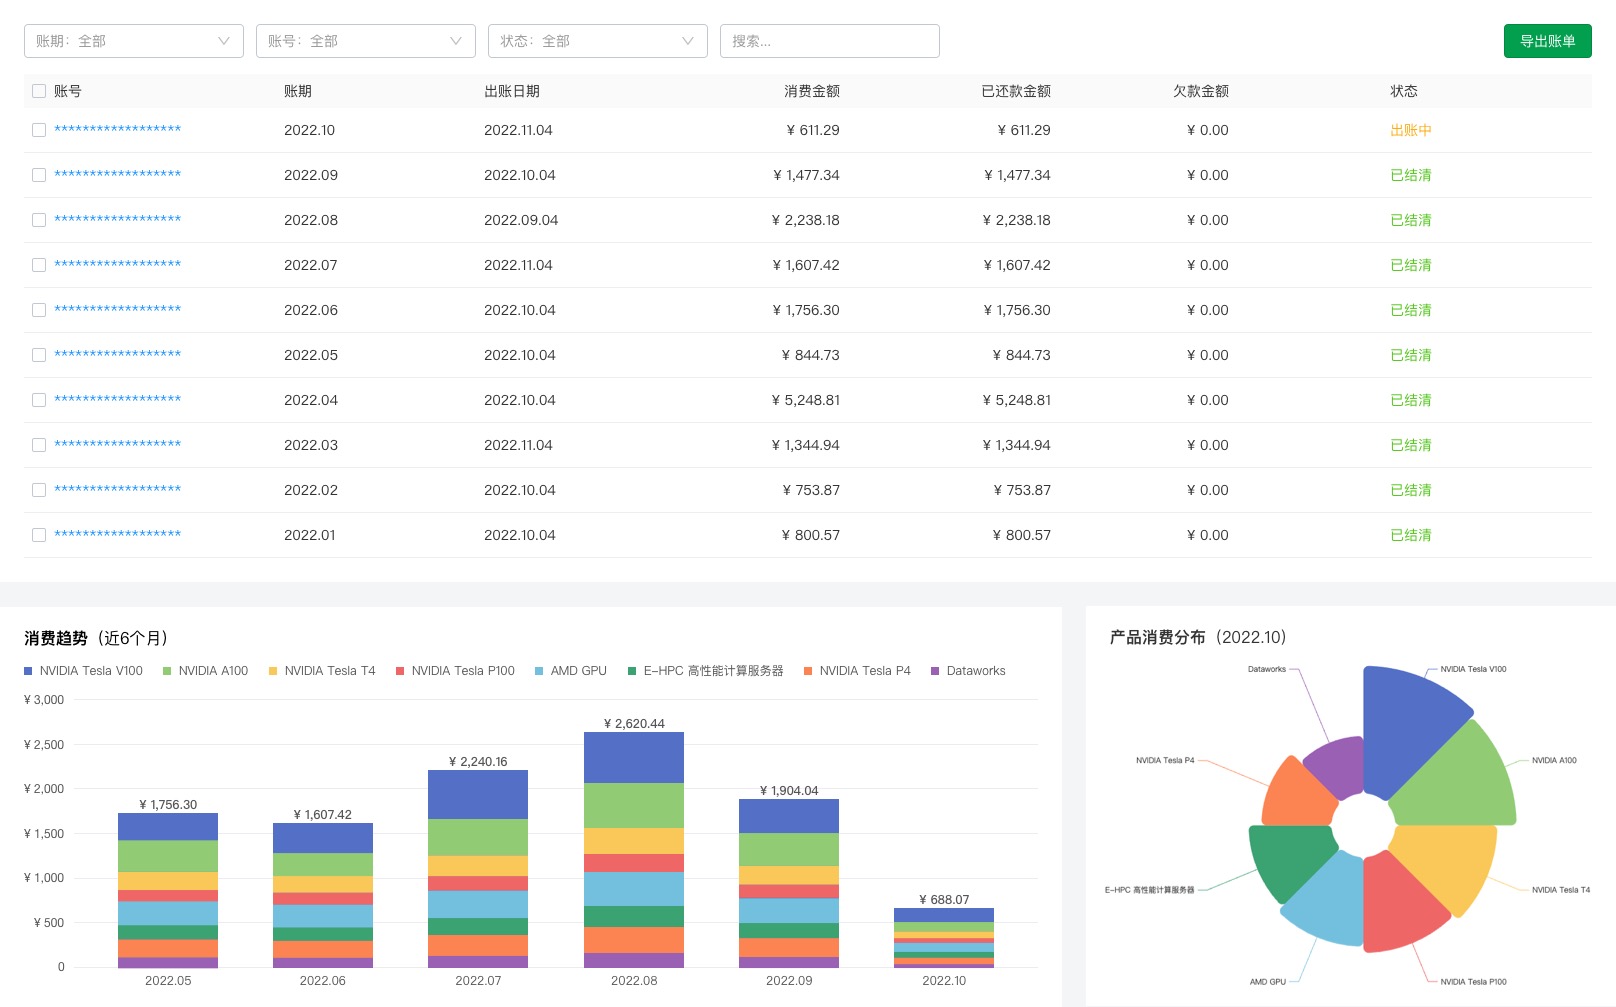 账期：全部 账号：全部 状态：全部 搜索... 导出账单
账号 账期 出账日期 消费金额 已还款金额 欠款金额 状态
****************** 2022.10 2022.11.04 ¥ 611.29 ¥ 611.29 ¥ 0.00 出账中
****************** 2022.09 2022.10.04 ¥ 1,477.34 ¥ 1,477.34 ¥ 0.00 已结清
****************** 2022.08 2022.09.04 ¥ 2,238.18 ¥ 2,238.18 ¥ 0.00 已结清
****************** 2022.07 2022.11.04 ¥ 1,607.42 ¥ 1,607.42 ¥ 0.00 已结清
****************** 2022.06 2022.10.04 ¥ 1,756.30 ¥ 1,756.30 ¥ 0.00 已结清
****************** 2022.05 2022.10.04 ¥ 844.73 ¥ 844.73 ¥ 0.00 已结清
****************** 2022.04 2022.10.04 ¥ 5,248.81 ¥ 5,248.81 ¥ 0.00 已结清
****************** 2022.03 2022.11.04 ¥ 1,344.94 ¥ 1,344.94 ¥ 0.00 已结清
****************** 2022.02 2022.10.04 ¥ 753.87 ¥ 753.87 ¥ 0.00 已结清
****************** 2022.01 2022.10.04 ¥ 800.57 ¥ 800.57 ¥ 0.00 已结清
消费趋势（近6个月）
NVIDIA Tesla V100 NVIDIA A100 NVIDIA Tesla T4 NVIDIA Tesla P100 AMD GPU E-HPC 高性能计算服务器 NVIDIA Tesla P4 Dataworks
¥ 3,000
¥ 2,500
¥ 2,000
¥ 1,500
¥ 1,000
¥ 500
0
¥ 1,756.30
¥ 1,607.42
¥ 2,240.16
¥ 2,620.44
¥ 1,904.04
¥ 688.07
2022.05 2022.06 2022.07 2022.08 2022.09 2022.10
产品消费分布（2022.10）
Dataworks NVIDIA Tesla V100
NVIDIA Tesla P4 NVIDIA A100
E-HPC 高性能计算服务器 NVIDIA Tesla T4
AMD GPU NVIDIA Tesla P100